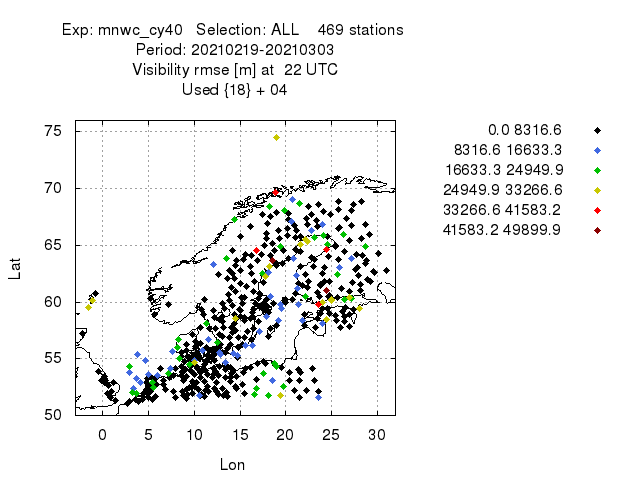 Exp: mnwc_cy40 Selection: ALL 469 stations
Period: 20210219-20210303
Visibility rmse [m] at 22 UTC
Used {18} + 04
0.0 8316.6
8316.6 16633.3
16633.3 24949.9
24949.9 33266.6
33266.6 41583.2
41583.2 49899.9
75
70
65
60
55
50
Lat
0 5 10 15 20 25 30
Lon